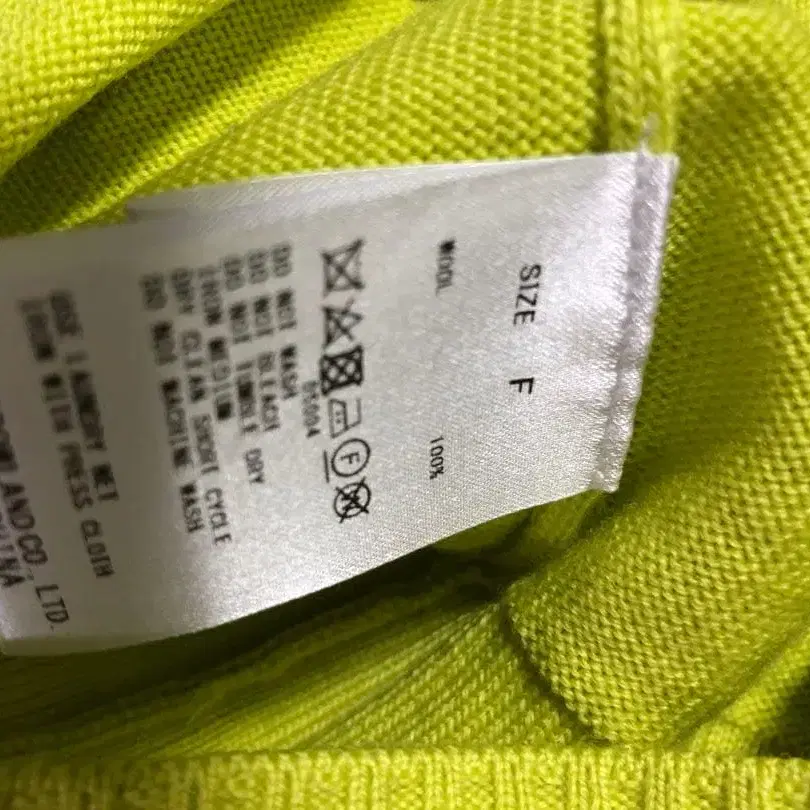 SIZE F
WOOL 100%
F
BS004
DO NOT WASH
DO NOT BLEACH
DO NOT TUMBLE DRY
IRON MEDIUM
DRY CLEAN SHORT CYCLE
DO NOT MACHINE WASH
USE LAUNDRY NET
IRON WITH PRESS CLOTH
AND CO., LTD.